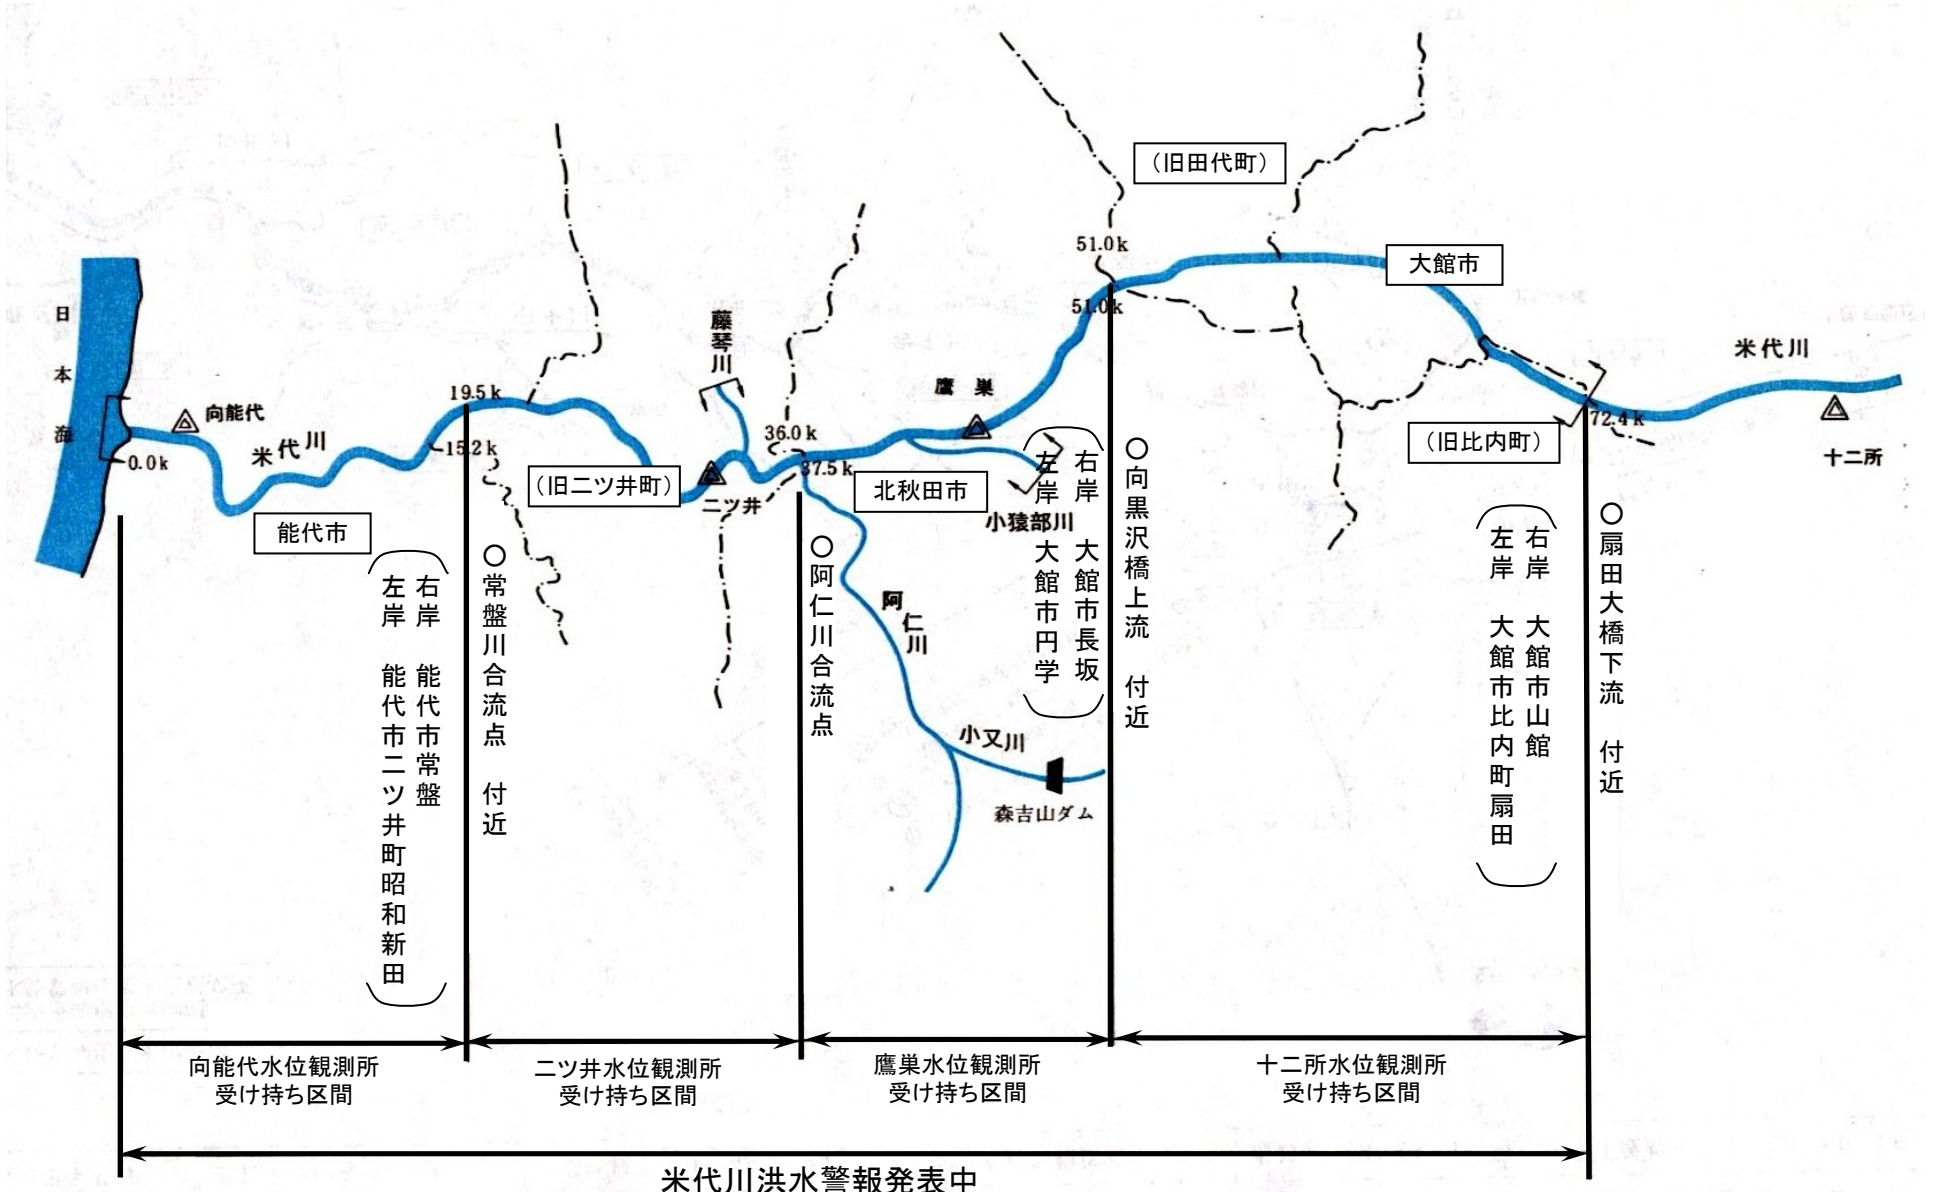 (旧田代町)
51.0k
大館市
51.0k
日本海
藤琴川
米代川
鷹巣
19.5k
向能代
米代川
15.2k
0.0k
36.0k
37.5k
72.4k
(旧比内町)
十二所
(旧二ツ井町)
二ツ井
北秋田市
小猿部川
能代市
右岸 能代市常盤
左岸 能代市二ツ井町昭和新田
○常盤川合流点 付近
○阿仁川合流点
阿仁川
右岸 大館市長坂
左岸 大館市円学
○向黒沢橋上流 付近
右岸 大館市山館
左岸 大館市比内町扇田
○扇田大橋下流 付近
小又川
森吉山ダム
向能代水位観測所
受け持ち区間
二ツ井水位観測所
受け持ち区間
鷹巣水位観測所
受け持ち区間
十二所水位観測所
受け持ち区間
米代川洪水警報発表中